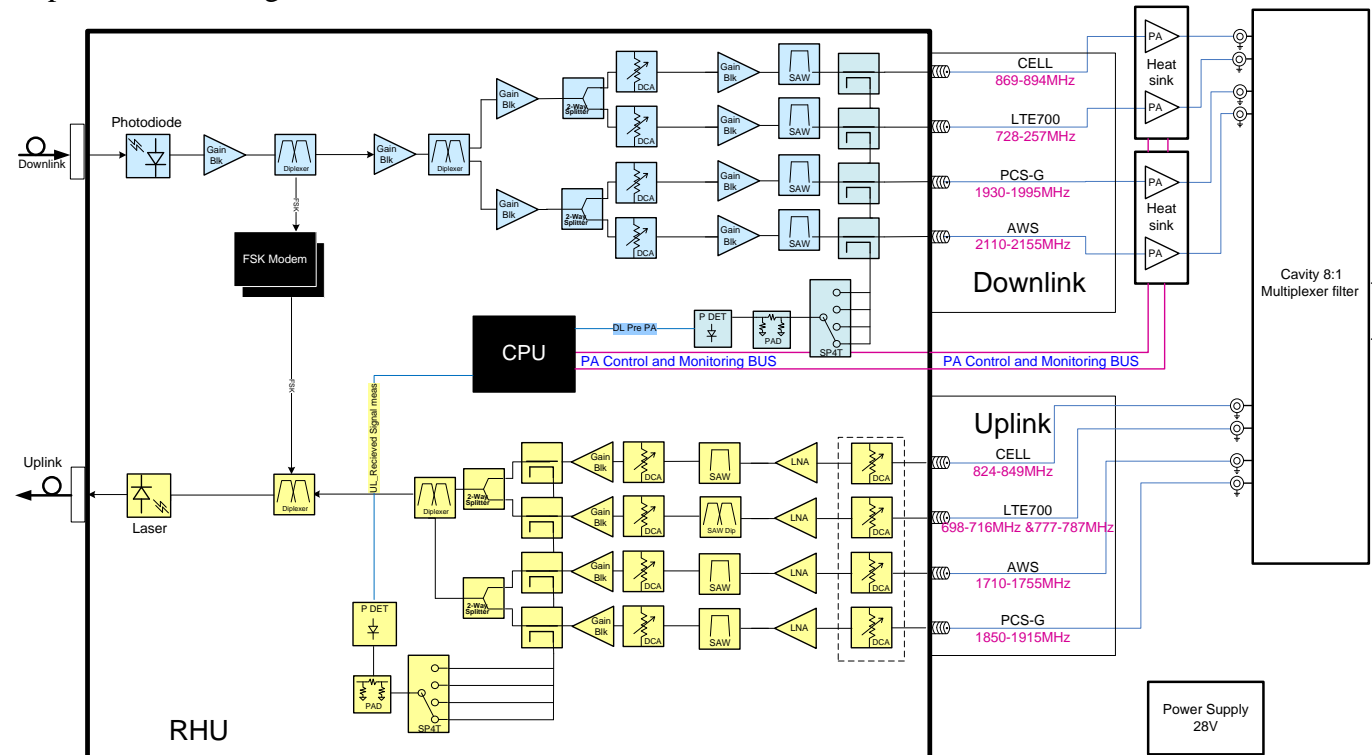 Downlink
Photodiode
Gain
Blk
Diplexer
Gain
Blk
Diplexer
Gain
Blk
2-Way
Splitter
DCA
Gain
Blk
SAW
DCA
Gain
Blk
SAW
Gain
Blk
2-Way
Splitter
DCA
Gain
Blk
SAW
DCA
Gain
Blk
SAW
CELL
869-894MHz
LTE700
728-257MHz
PCS-G
1930-1995MHz
AWS
2110-2155MHz
Downlink
PA
Heat
sink
PA
PA
Heat
sink
PA
Cavity 8:1
Multiplexer filter
FSK
FSK Modem
FSK
CPU
DL Pre PA
P DET
PAD
SP4T
PA Control and Monitoring BUS
PA Control and Monitoring BUS
UL_Recieved Signal meas
Uplink
Laser
Diplexer
Diplexer
2-Way
Splitter
2-Way
Splitter
Gain
Blk
DCA
SAW
LNA
DCA
Gain
Blk
DCA
SAW Dip
LNA
DCA
Gain
Blk
DCA
SAW
LNA
DCA
Gain
Blk
DCA
SAW
LNA
DCA
Uplink
CELL
824-849MHz
LTE700
698-716MHz &777-787MHz
AWS
1710-1755MHz
PCS-G
1850-1915MHz
P DET
PAD
SP4T
RHU
Power Supply
28V